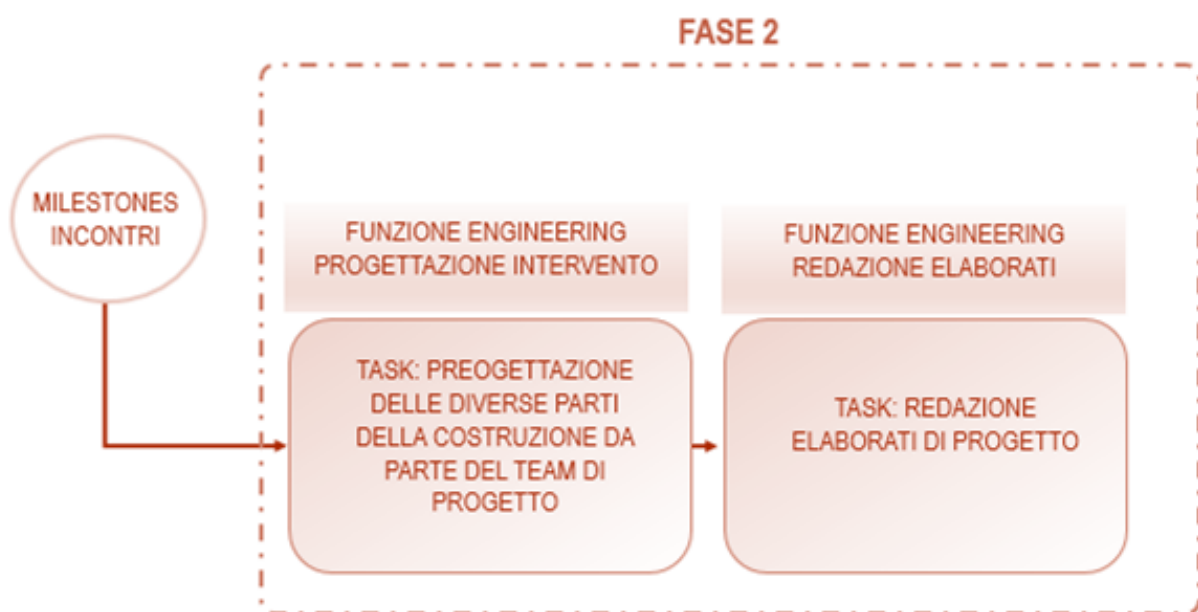 FASE 2
MILESTONES
INCONTRI
FUNZIONE ENGINEERING
PROGETTAZIONE INTERVENTO
FUNZIONE ENGINEERING
REDAZIONE ELABORATI
TASK: PREOGETTAZIONE
DELLE DIVERSE PARTI
DELLA COSTRUZIONE DA
PARTE DEL TEAM DI
PROGETTO
TASK: REDAZIONE
ELABORATI DI PROGETTO